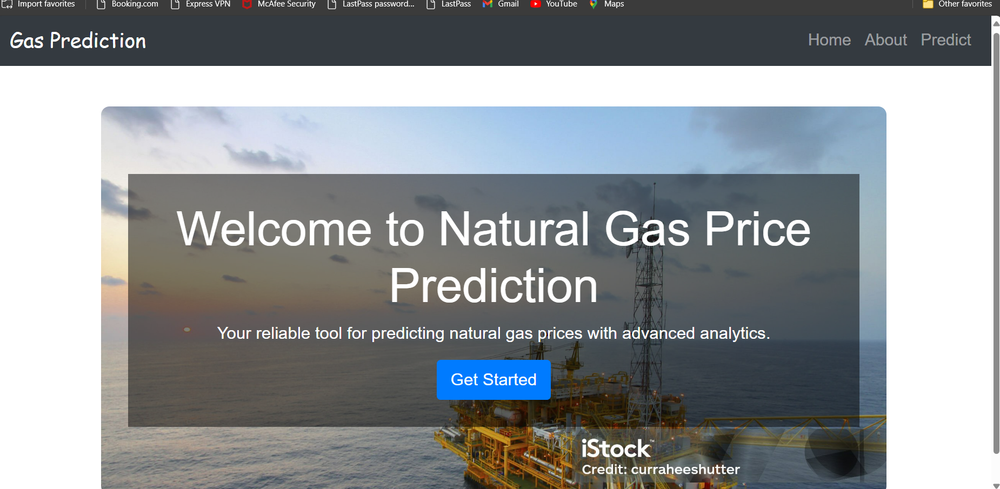 Import favorites
Booking.com
Express VPN
McAfee Security
LastPass password...
LastPass
Gmail
YouTube
Maps
Other favorites
Gas Prediction
Home
About
Predict
Welcome to Natural Gas Price
Prediction
Your reliable tool for predicting natural gas prices with advanced analytics.
Get Started
iStock™
Credit: curraheeshutter